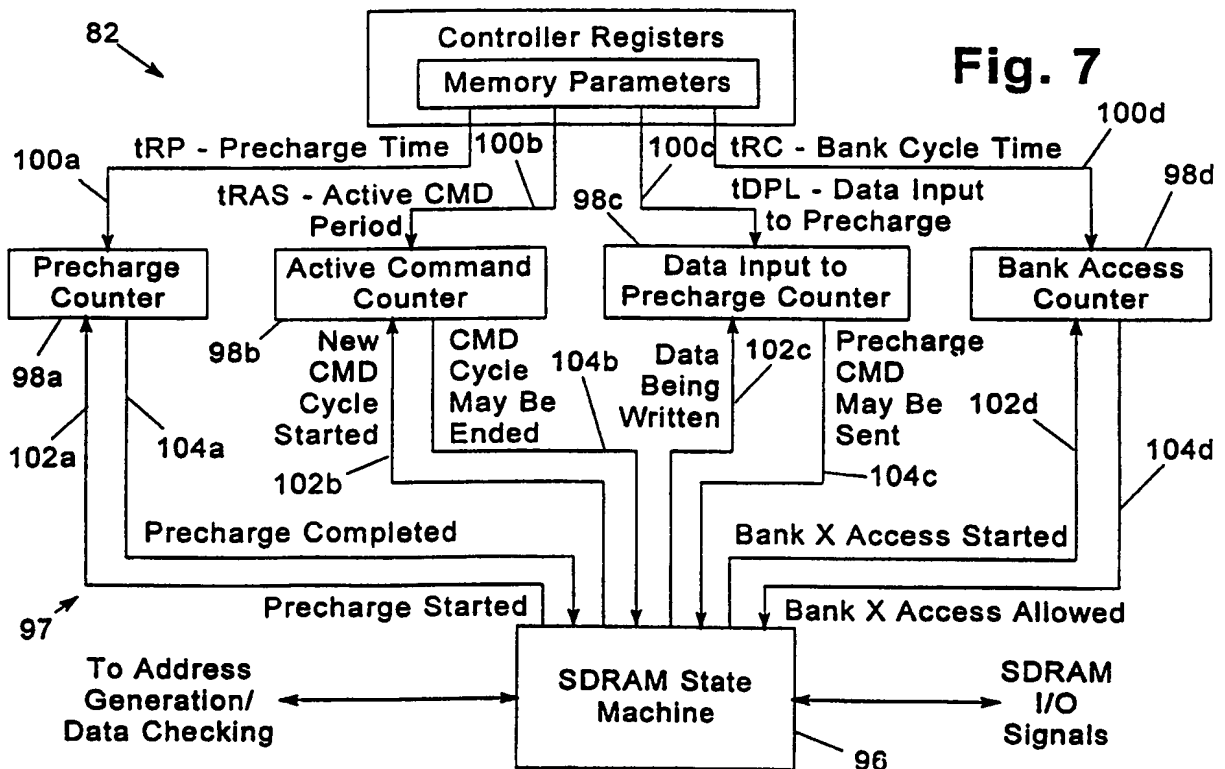 82
Controller Registers
Memory Parameters
Fig. 7
100a
tRP - Precharge Time
100b
100c
tRC - Bank Cycle Time
100d
tRAS - Active CMD
Period
98c
tDPL - Data Input
to Precharge
98d
Precharge
Counter
Active Command
Counter
Data Input to
Precharge Counter
Bank Access
Counter
98a
98b
New
CMD
Cycle
Started
CMD
Cycle
May Be
Ended
104b
Data
Being
Written
102c
Precharge
CMD
May Be
Sent
102d
102a
104a
102b
104c
104d
Precharge Completed
Bank X Access Started
97
Precharge Started
Bank X Access Allowed
To Address
Generation/
Data Checking
SDRAM State
Machine
SDRAM
I/O
Signals
96